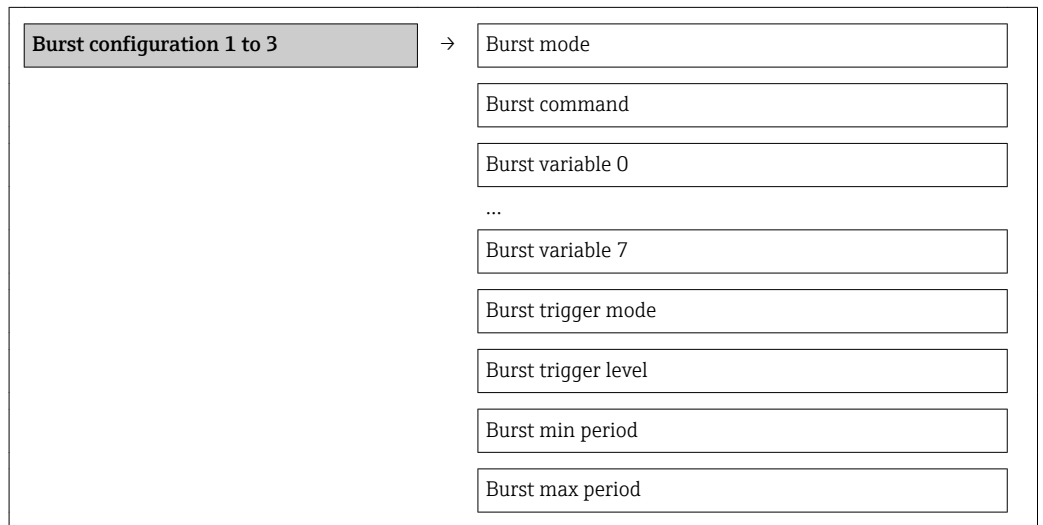 Burst configuration 1 to 3 → Burst mode
Burst command
Burst variable 0
...
Burst variable 7
Burst trigger mode
Burst trigger level
Burst min period
Burst max period